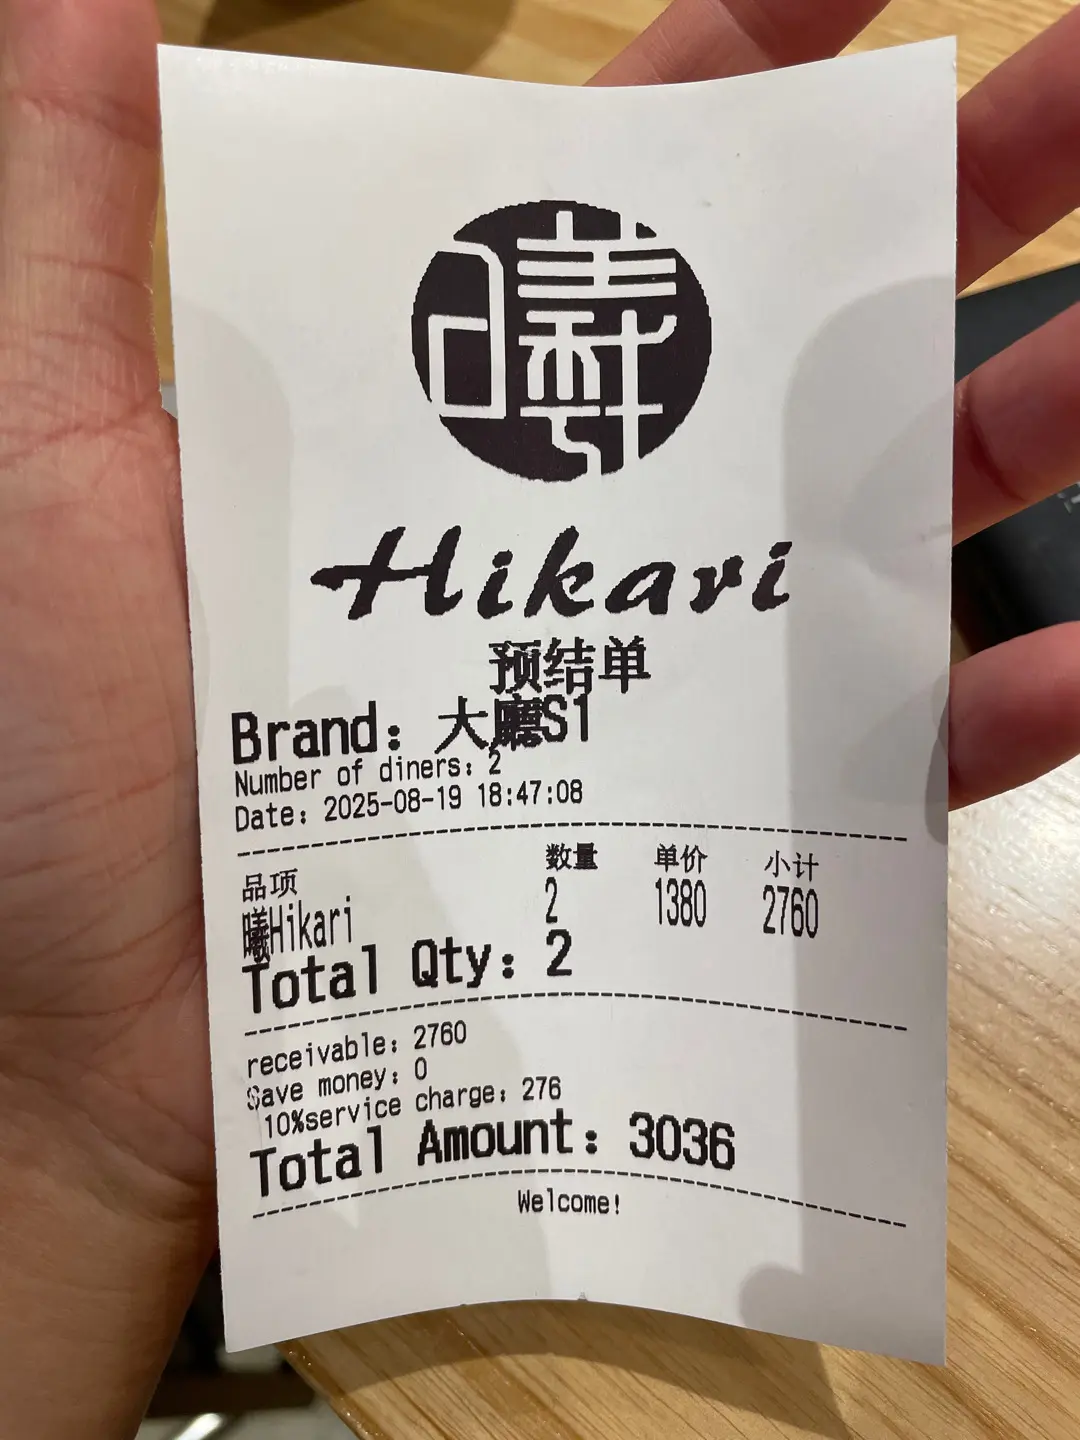 曦
Hikari
预结单
Brand: 大廳S1
Number of diners: 2
Date: 2025-08-19 18:47:08
品项 数量 单价 小计
曦Hikari 2 1380 2760
Total Qty: 2
receivable: 2760
Save money: 0
10%service charge: 276
Total Amount: 3036
Welcome!